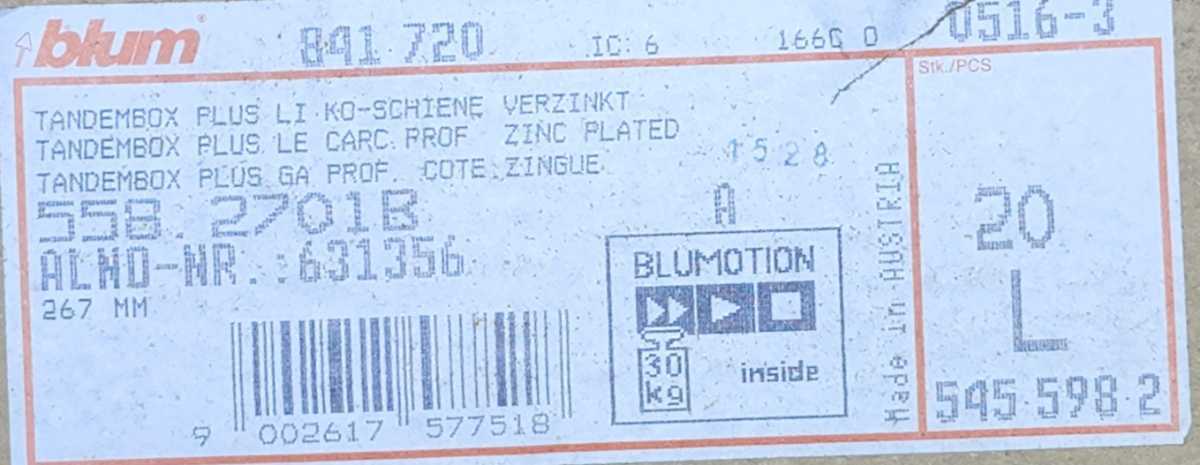 blum 841 720 IC: 6 166C 0 0516-3
Stk./PCS
TANDEMBOX PLUS LI KO-SCHIENE VERZINKT
TANDEMBOX PLUS LE CARC.PROF ZINC PLATED
TANDEMBOX PLUS GA PROF. COTE ZINGUE
1528
558.2701B
ALNO-NR.:631356
267 MM
A
BLUMOTION
30
kg
inside
Made in AUSTRIA
20
L
545 598 2
9 002617 577518